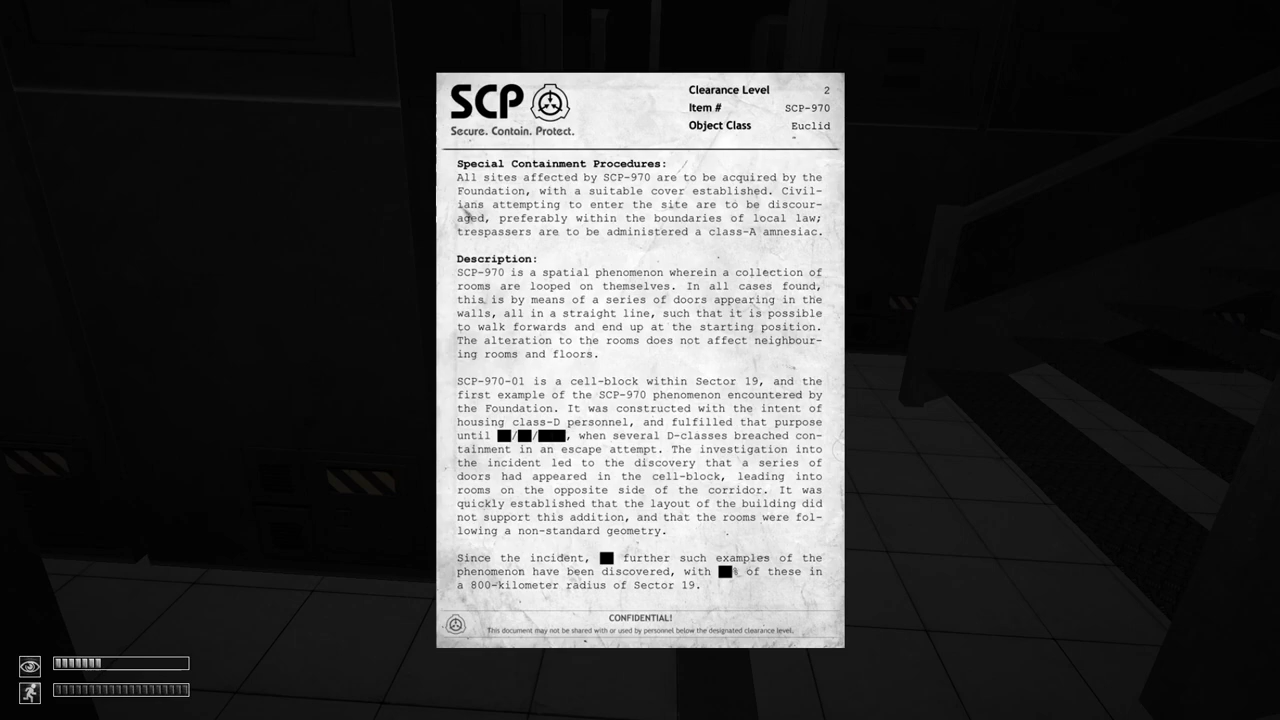 SCP
Secure. Contain. Protect.
Clearance Level 2
Item # SCP-970
Object Class Euclid
Special Containment Procedures:
All sites affected by SCP-970 are to be acquired by the
Foundation, with a suitable cover established. Civil-
ians attempting to enter the site are to be discour-
aged, preferably within the boundaries of local law;
trespassers are to be administered a class-A amnesiac.
Description:
SCP-970 is a spatial phenomenon wherein a collection of
rooms are looped on themselves. In all cases found,
this is by means of a series of doors appearing in the
walls, all in a straight line, such that it is possible
to walk forwards and end up at the starting position.
The alteration to the rooms does not affect neighbour-
ing rooms and floors.
SCP-970-01 is a cell-block within Sector 19, and the
first example of the SCP-970 phenomenon encountered by
the Foundation. It was constructed with the intent of
housing class-D personnel, and fulfilled that purpose
until ██/██/████, when several D-classes breached con-
tainment in an escape attempt. The investigation into
the incident led to the discovery that a series of
doors had appeared in the cell-block, leading into
rooms on the opposite side of the corridor. It was
quickly established that the layout of the building did
not support this addition, and that the rooms were fol-
lowing a non-standard geometry.
Since the incident, ██ further such examples of the
phenomenon have been discovered, with ██% of these in
a 800-kilometer radius of Sector 19.
CONFIDENTIAL!
This document may not be shared with or used by personnel below the designated clearance level.